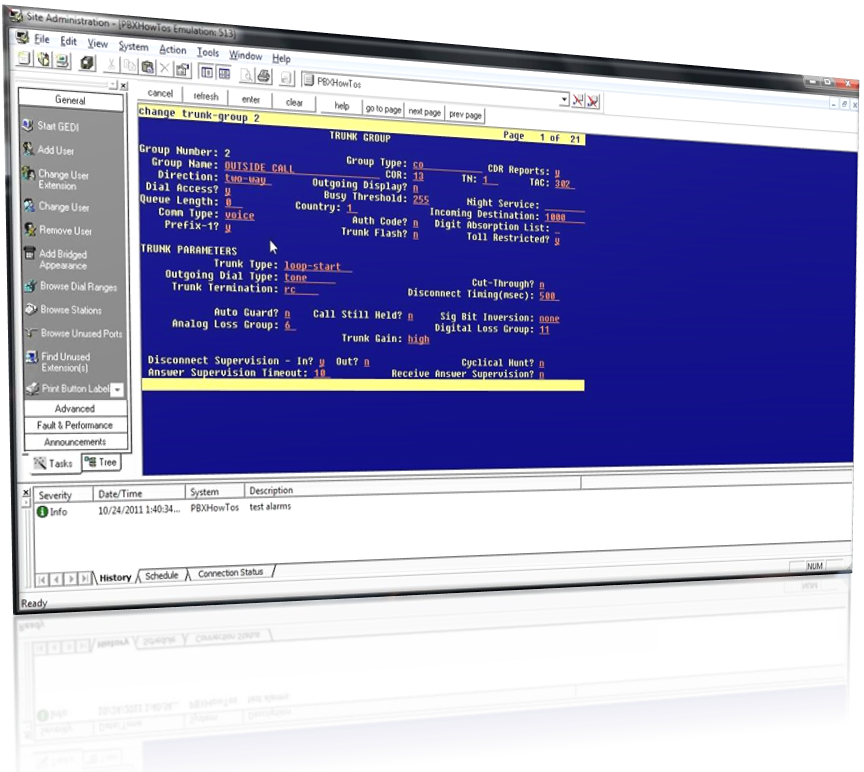 Site Administration - (PBXHowTos Emulation: 513)
File Edit View System Action Tools Window Help
PBXHowTos
General
Start GEDI
Add User
Change User
Extension
Change User
Remove User
Add Bridged
Appearance
Browse Dial Ranges
Browse Stations
Browse Unused Ports
Find Unused
Extension(s)
Print Button Label
Advanced
Fault & Performance
Announcements
Tasks Tree
cancel refresh enter clear help go to page next page prev page
change trunk-group 2 Page 1 of 21
TRUNK GROUP
Group Number: 2 Group Type: co CDR Reports: y
Group Name: OUTSIDE CALL COR: 13 TN: 1 TAC: 302
Direction: two-way Outgoing Display? n
Dial Access? y Busy Threshold: 255 Night Service:
Queue Length: 0 Country: 1 Incoming Destination: 1000
Comm Type: voice Auth Code? n Digit Absorption List:
Prefix-1? y Trunk Flash? n Toll Restricted? y
TRUNK PARAMETERS
Trunk Type: loop-start
Outgoing Dial Type: tone Cut-Through? n
Trunk Termination: rc Disconnect Timing(msec): 500
Auto Guard? n Call Still Held? n Sig Bit Inversion: none
Analog Loss Group: 6 Digital Loss Group: 11
Trunk Gain: high
Disconnect Supervision - In? y Out? n Cyclical Hunt? n
Answer Supervision Timeout: 10 Receive Answer Supervision? n
Severity Date/Time System Description
Info 10/24/2011 1:40:34... PBXHowTos test alarms
History Schedule Connection Status
NUM
Ready